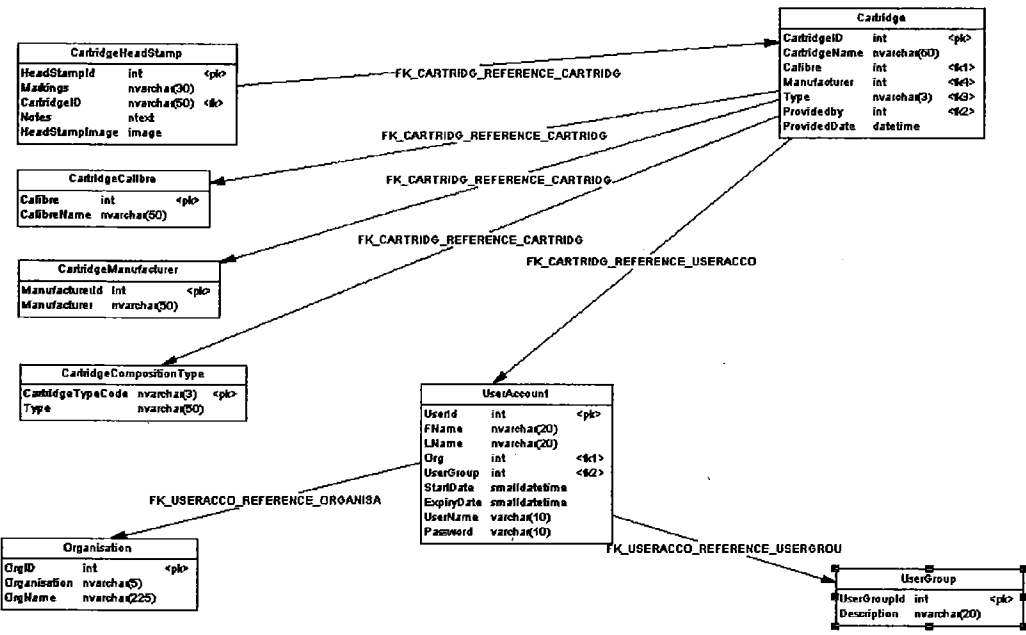 Cartridge
CartridgeID int <pk>
CartridgeName nvarchar(60)
Calibre int <fk1>
Manufacturer int <fk4>
Type nvarchar(3) <fk3>
Providedby int <fk2>
ProvidedDate datetime
CartridgeHeadStamp
HeadStampId int <pk>
Markings nvarchar(30)
CartridgeID nvarchar(50) <fk>
Notes ntext
HeadStampImage image
FK_CARTRIDG_REFERENCE_CARTRIDG
FK_CARTRIDG_REFERENCE_CARTRIDG
FK_CARTRIDG_REFERENCE_CARTRIDG
CartridgeCalibre
Calibre int <pk>
CalibreName nvarchar(50)
FK_CARTRIDG_REFERENCE_CARTRIDG
FK_CARTRIDG_REFERENCE_USERACCO
CartridgeManufacturer
ManufacturerId int <pk>
Manufacturer nvarchar(50)
CartridgeCompositionType
CartridgeTypeCode nvarchar(3) <pk>
Type nvarchar(50)
UserAccount
UserId int <pk>
FName nvarchar(20)
LName nvarchar(20)
Org int <fk1>
UserGroup int <fk2>
StartDate smalldatetime
ExpiryDate smalldatetime
UserName varchar(10)
Password varchar(10)
FK_USERACCO_REFERENCE_ORGANISA
Organisation
OrgID int <pk>
Organisation nvarchar(5)
OrgName nvarchar(225)
FK_USERACCO_REFERENCE_USERGROU
UserGroup
UserGroupId int <pk>
Description nvarchar(20)